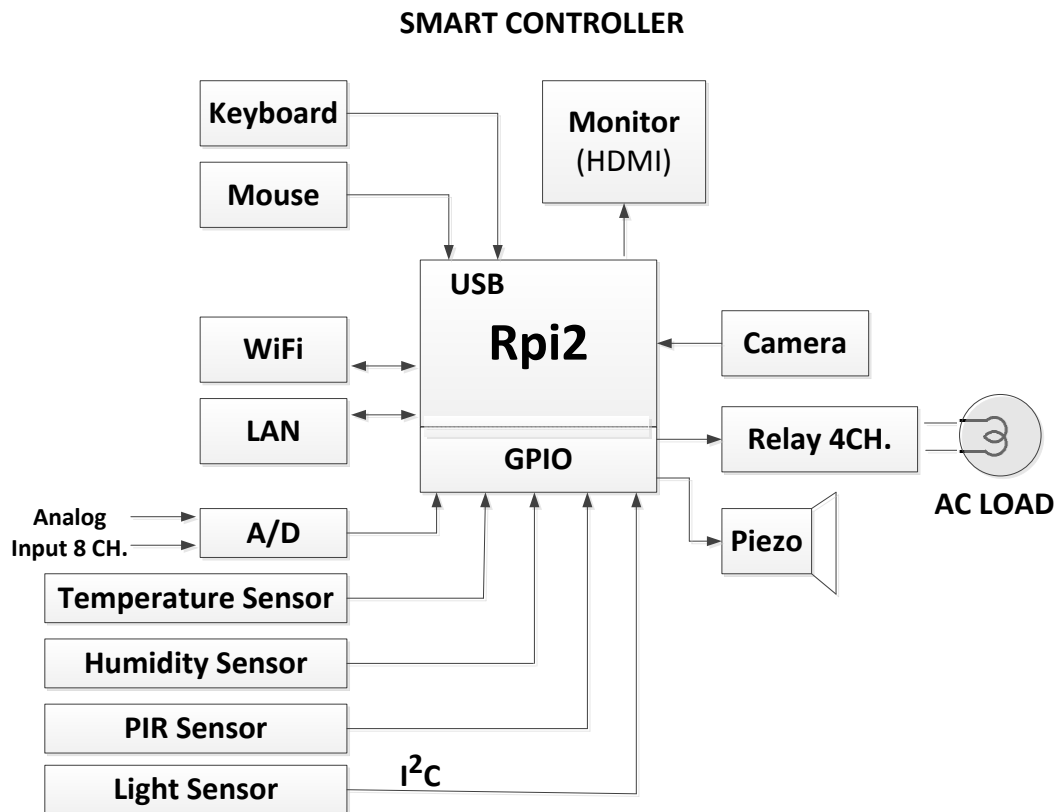 SMART CONTROLLER
Keyboard
Monitor
(HDMI)
Mouse
USB
Rpi2
WiFi
Camera
LAN
Relay 4CH.
GPIO
AC LOAD
Analog
Input 8 CH.
A/D
Piezo
Temperature Sensor
Humidity Sensor
PIR Sensor
I²C
Light Sensor